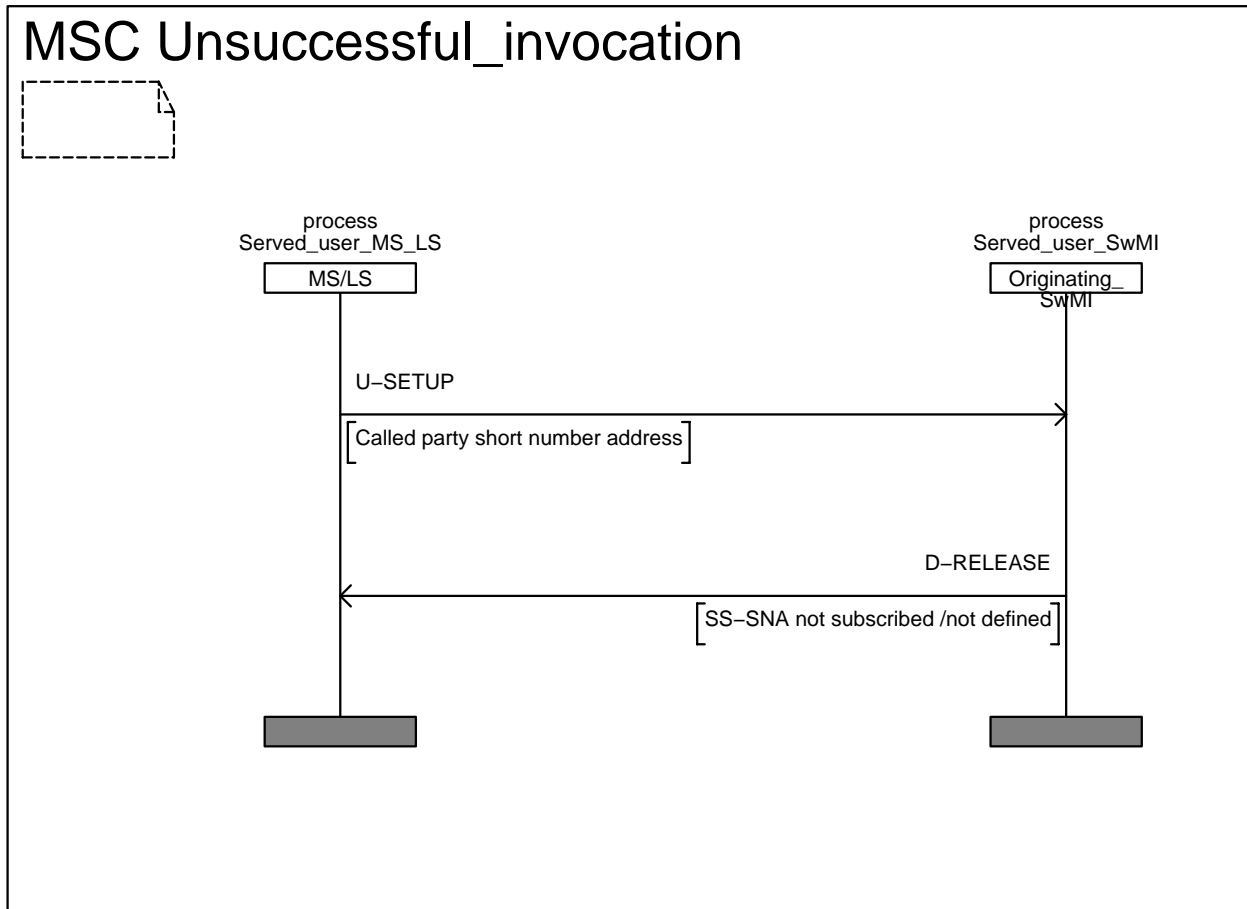 MSC Unsuccessful_invocation
process
Served_user_MS_LS
MS/LS
process
Served_user_SwMI
Originating_
SwMI
U−SETUP
Called party short number address
D−RELEASE
SS−SNA not subscribed /not defined